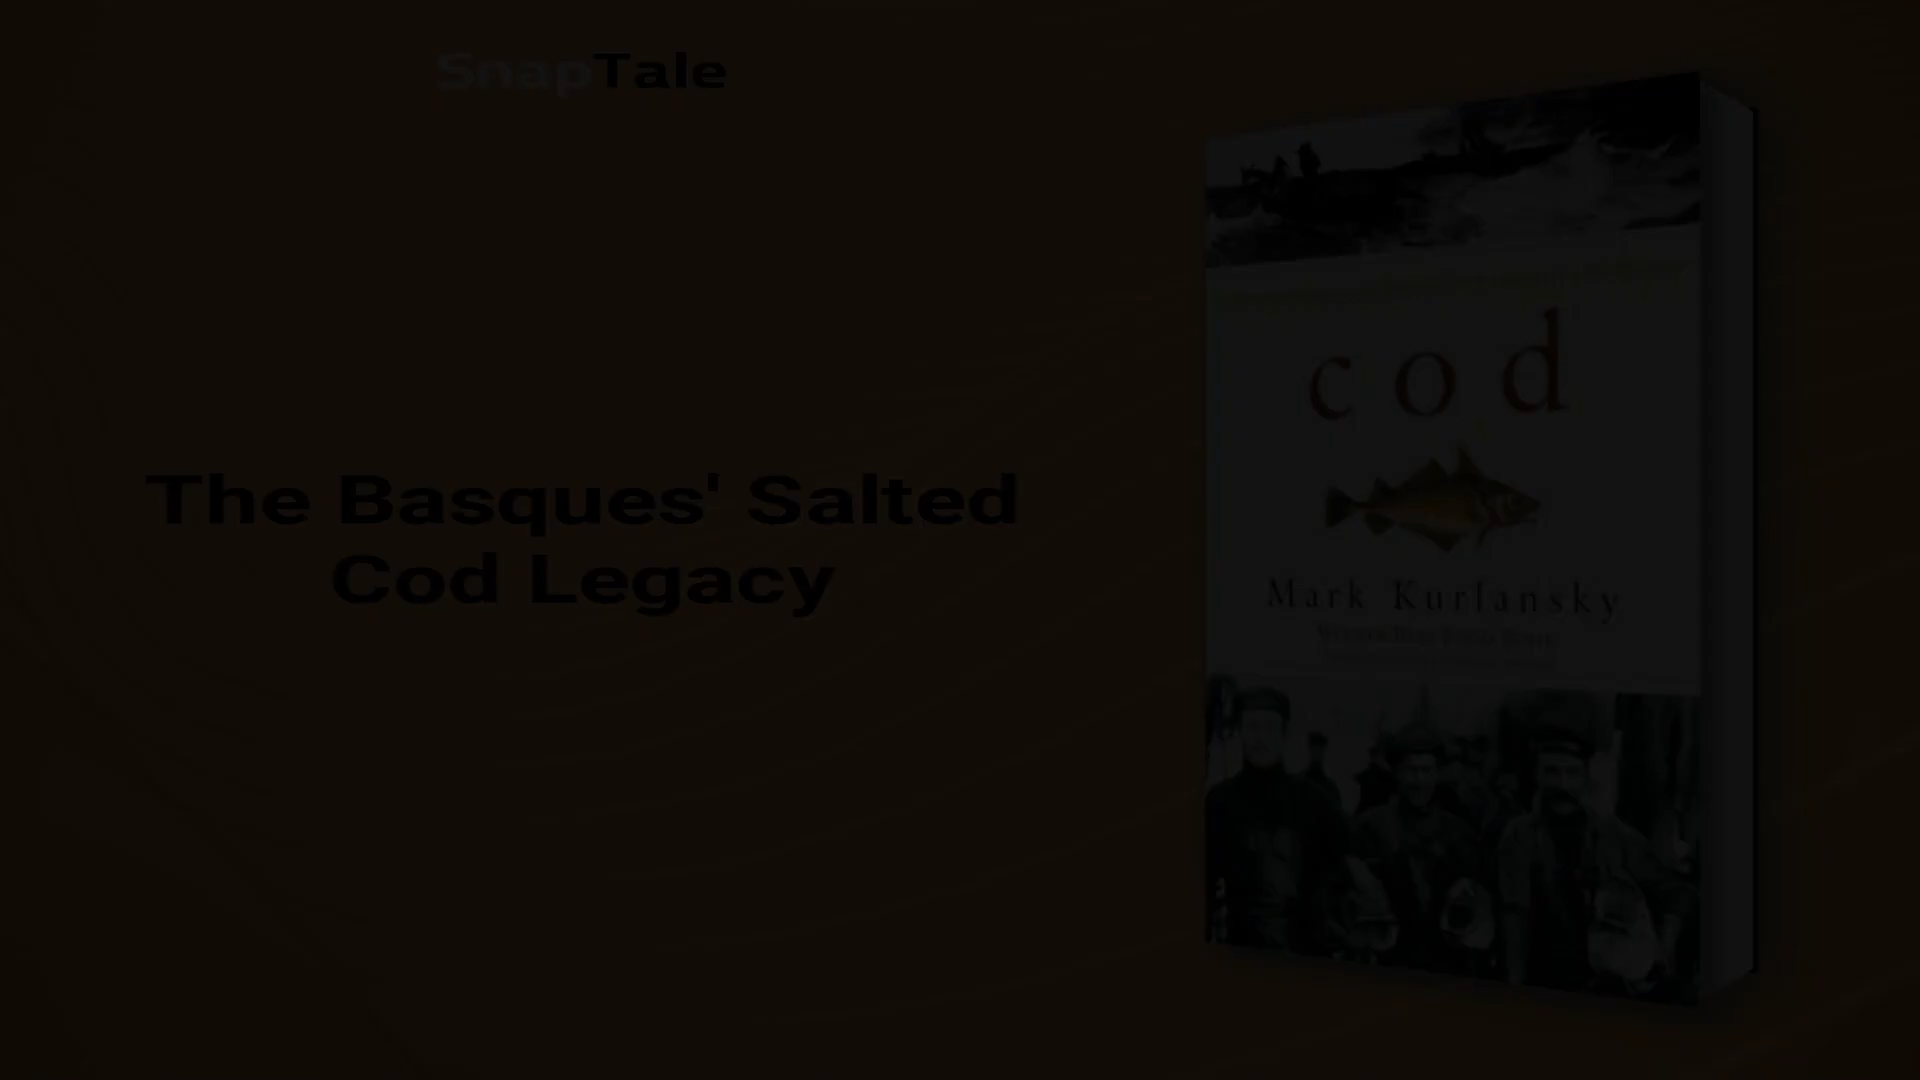 SnapTale
The Basques' Salted
Cod Legacy
cod
Mark Kurlansky